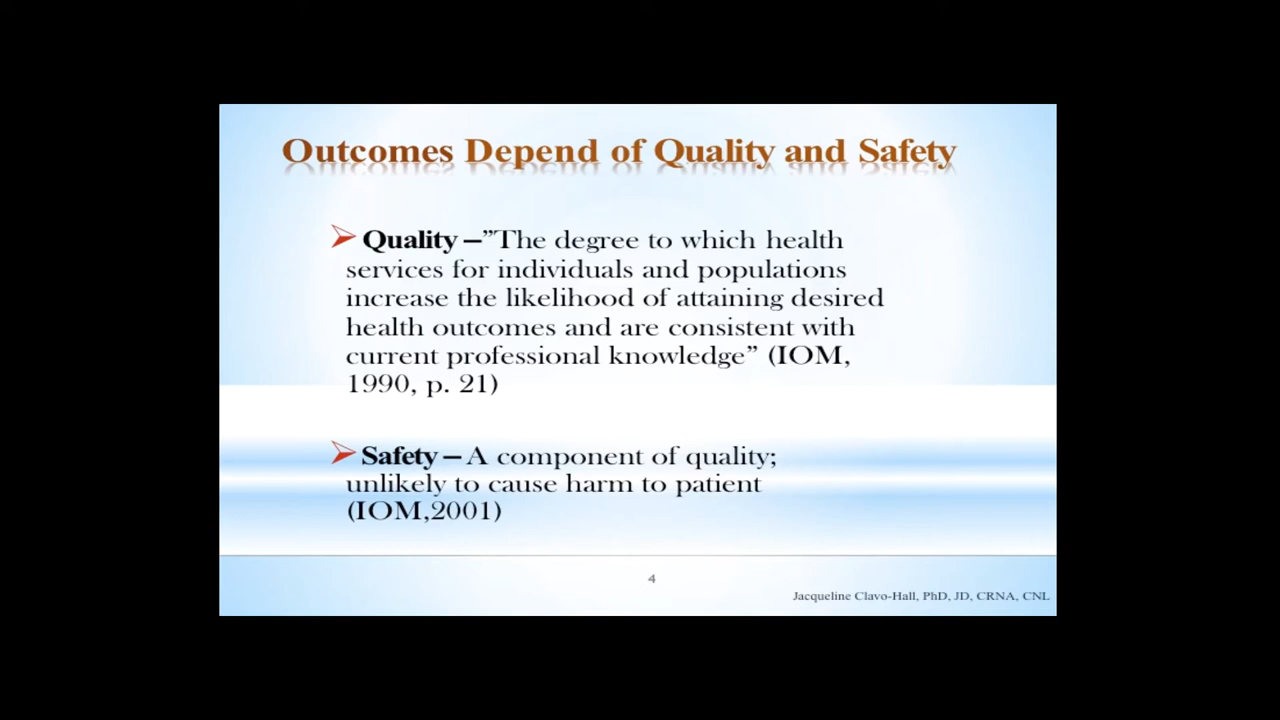 Outcomes Depend of Quality and Safety
Quality –”The degree to which health
services for individuals and populations
increase the likelihood of attaining desired
health outcomes and are consistent with
current professional knowledge” (IOM,
1990, p. 21)
Safety – A component of quality;
unlikely to cause harm to patient
(IOM,2001)
4
Jacqueline Clavo-Hall, PhD, JD, CRNA, CNL